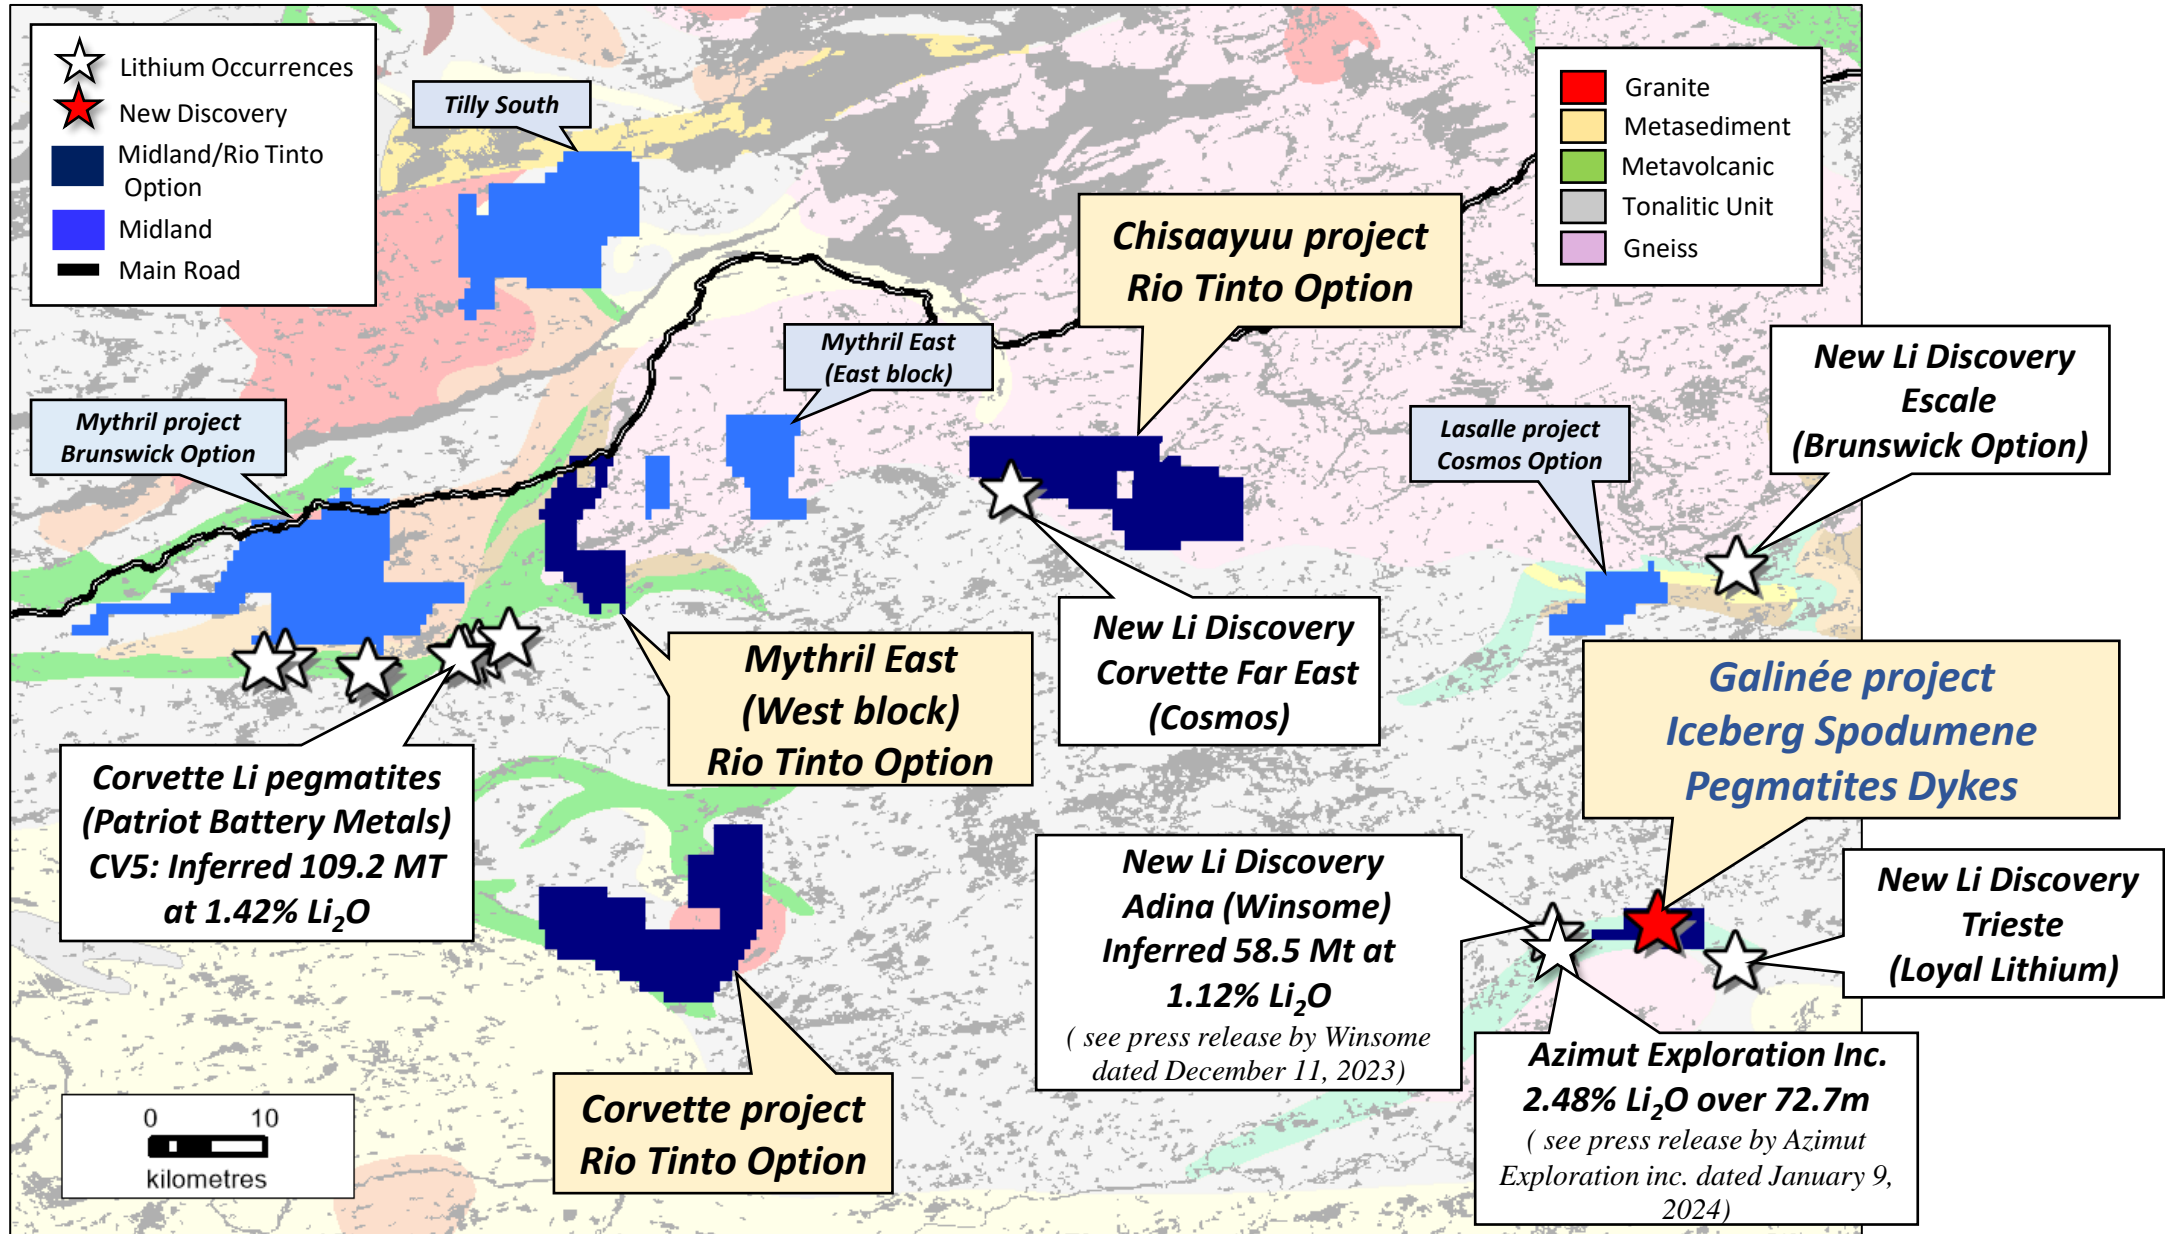 Lithium Occurrences
New Discovery
Midland/Rio Tinto
Option
Midland
Main Road
Tilly South
Granite
Metasediment
Metavolcanic
Tonalitic Unit
Gneiss
Chisaayuu project
Rio Tinto Option
Mythril East
(East block)
New Li Discovery
Escale
(Brunswick Option)
Mythril project
Brunswick Option
Lasalle project
Cosmos Option
New Li Discovery
Corvette Far East
(Cosmos)
Mythril East
(West block)
Rio Tinto Option
Galinée project
Iceberg Spodumene
Pegmatites Dykes
Corvette Li pegmatites
(Patriot Battery Metals)
CV5: Inferred 109.2 MT
at 1.42% Li₂O
New Li Discovery
Adina (Winsome)
Inferred 58.5 Mt at
1.12% Li₂O
( see press release by Winsome
dated December 11, 2023)
New Li Discovery
Trieste
(Loyal Lithium)
Azimut Exploration Inc.
2.48% Li₂O over 72.7m
( see press release by Azimut
Exploration inc. dated January 9,
2024)
Corvette project
Rio Tinto Option
0 10
kilometres